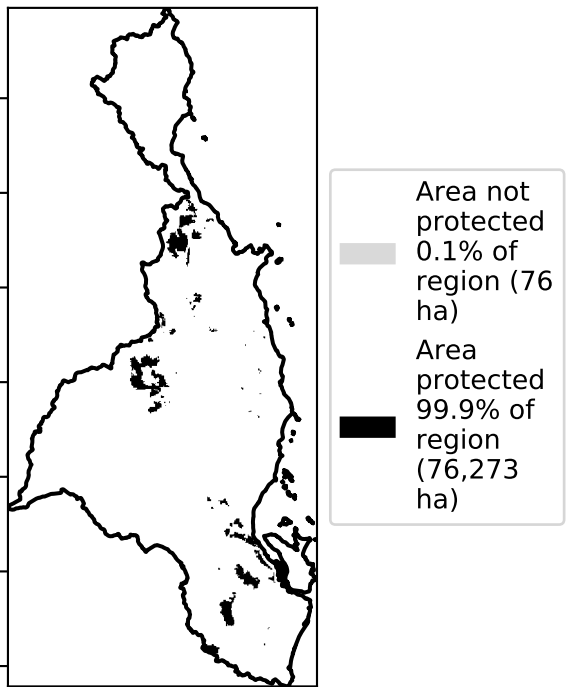 Area not
protected
0.1% of
region (76
ha)
Area
protected
99.9% of
region
(76,273
ha)